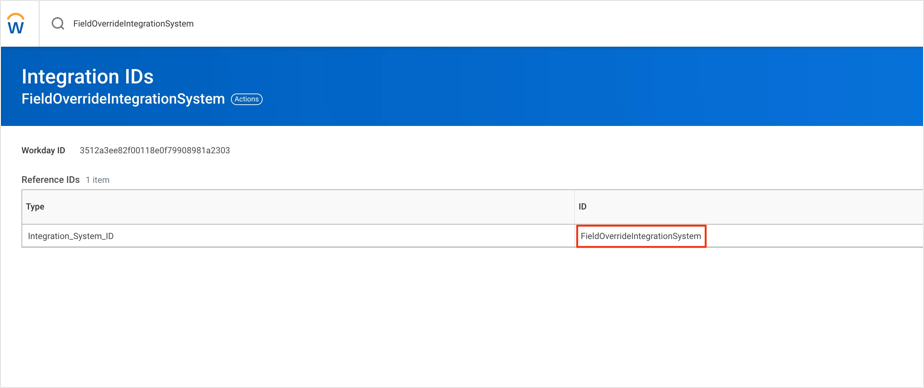 W
FieldOverrideIntegrationSystem
Integration IDs
FieldOverrideIntegrationSystem Actions
Workday ID 3512a3ee82f00118e0f79908981a2303
Reference IDs 1 item
Type ID
Integration_System_ID FieldOverrideIntegrationSystem